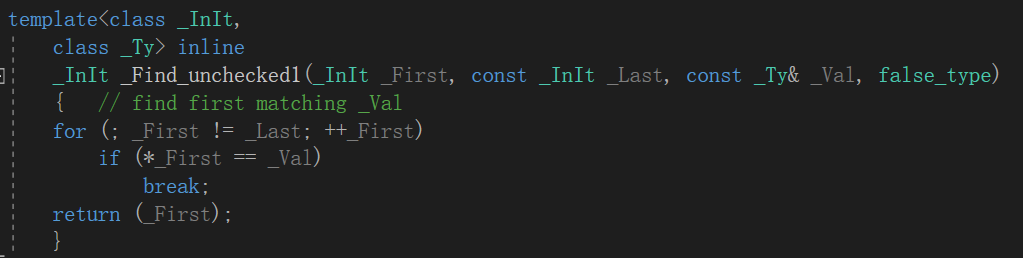 template<class _InIt,
    class _Ty> inline
    _InIt _Find_unchecked1(_InIt _First, const _InIt _Last, const _Ty& _Val, false_type)
    {   // find first matching _Val
    for (; _First != _Last; ++_First)
        if (*_First == _Val)
            break;
    return (_First);
    }